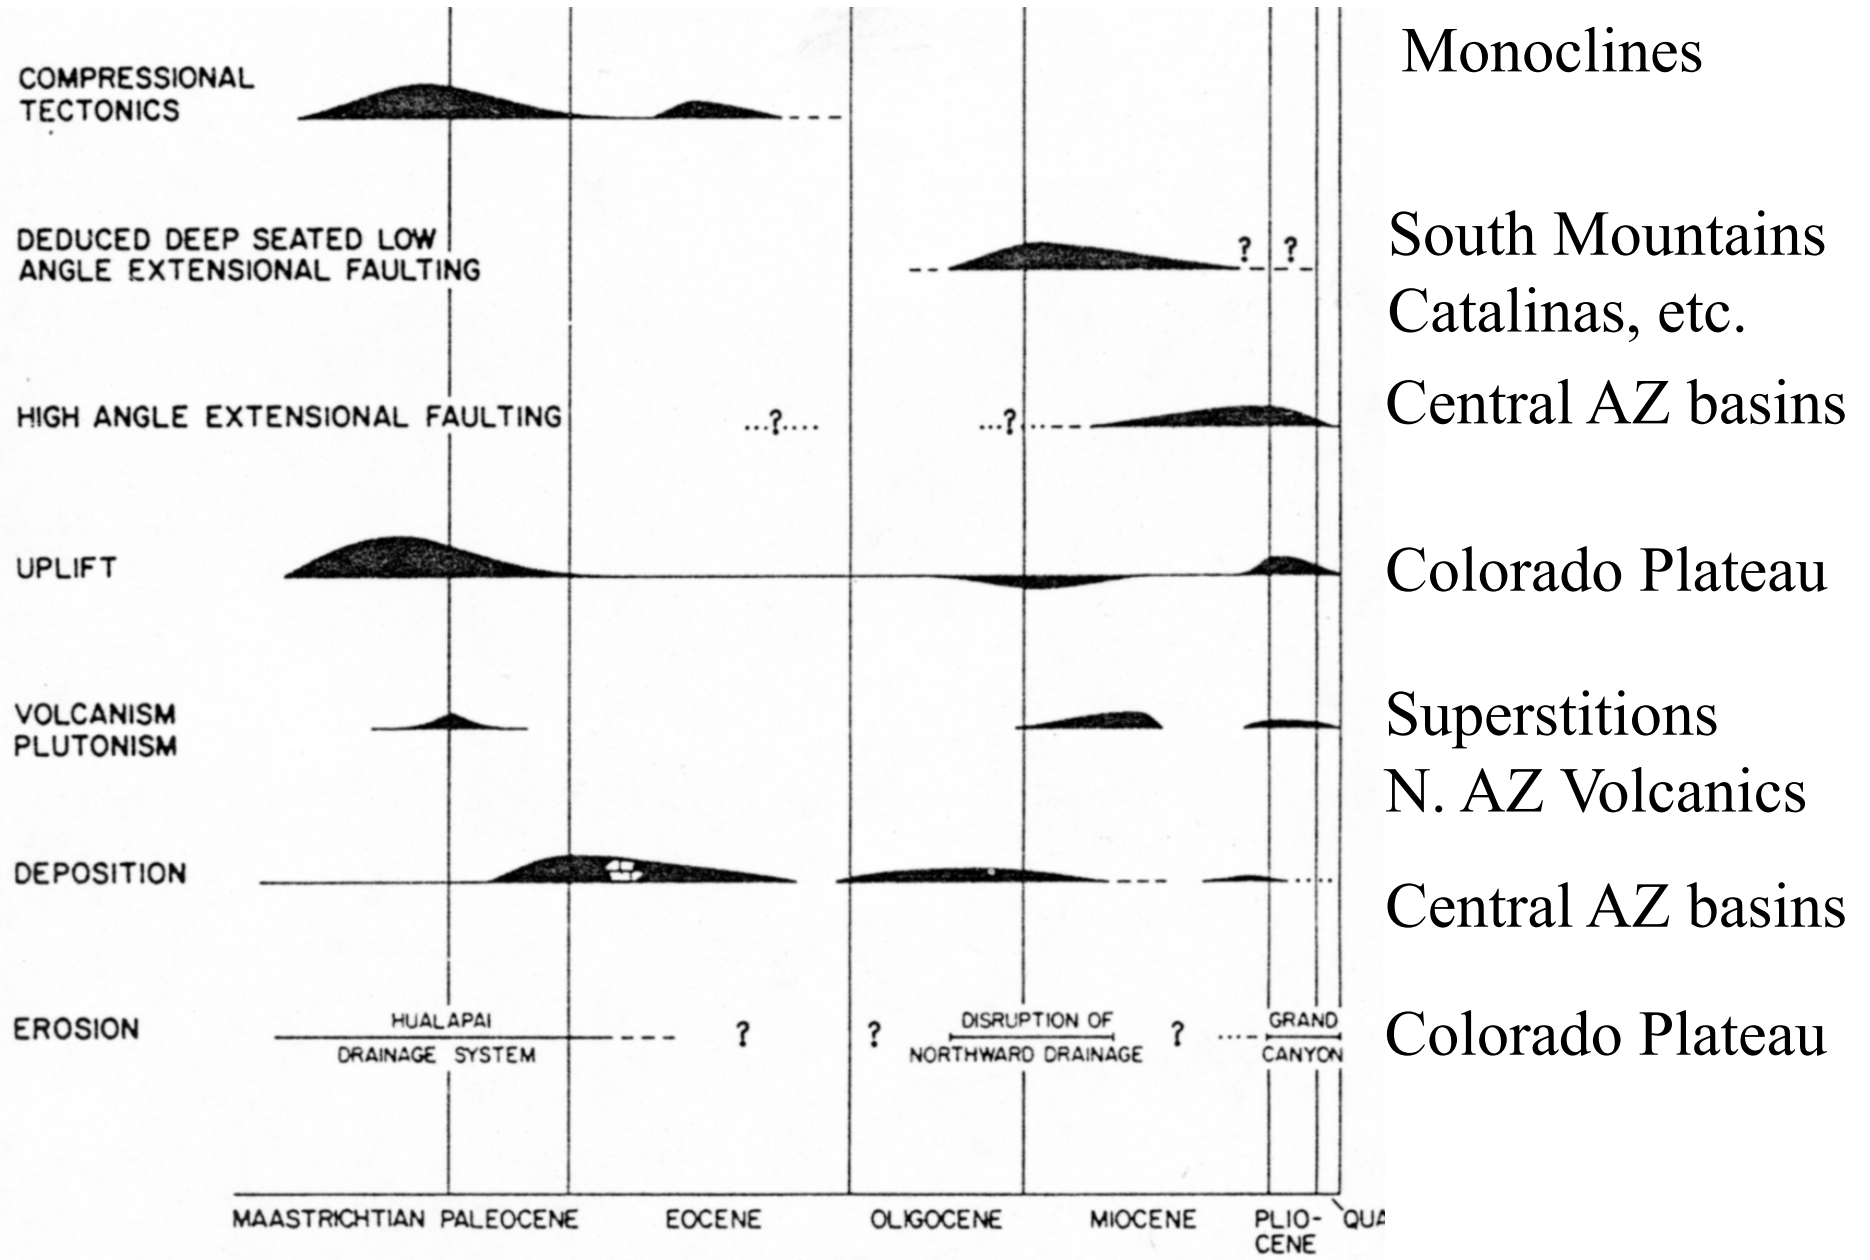 COMPRESSIONAL
TECTONICS
Monoclines
DEDUCED DEEP SEATED LOW
ANGLE EXTENSIONAL FAULTING
? ?
South Mountains
Catalinas, etc.
HIGH ANGLE EXTENSIONAL FAULTING
...?....
...?
Central AZ basins
UPLIFT
Colorado Plateau
VOLCANISM
PLUTONISM
Superstitions
N. AZ Volcanics
DEPOSITION
Central AZ basins
EROSION
HUALAPAI
DRAINAGE SYSTEM
?
?
DISRUPTION OF
NORTHWARD DRAINAGE
?
GRAND
CANYON
Colorado Plateau
MAASTRICHTIAN PALEOCENE EOCENE OLIGOCENE MIOCENE PLIO-
CENE
QUA